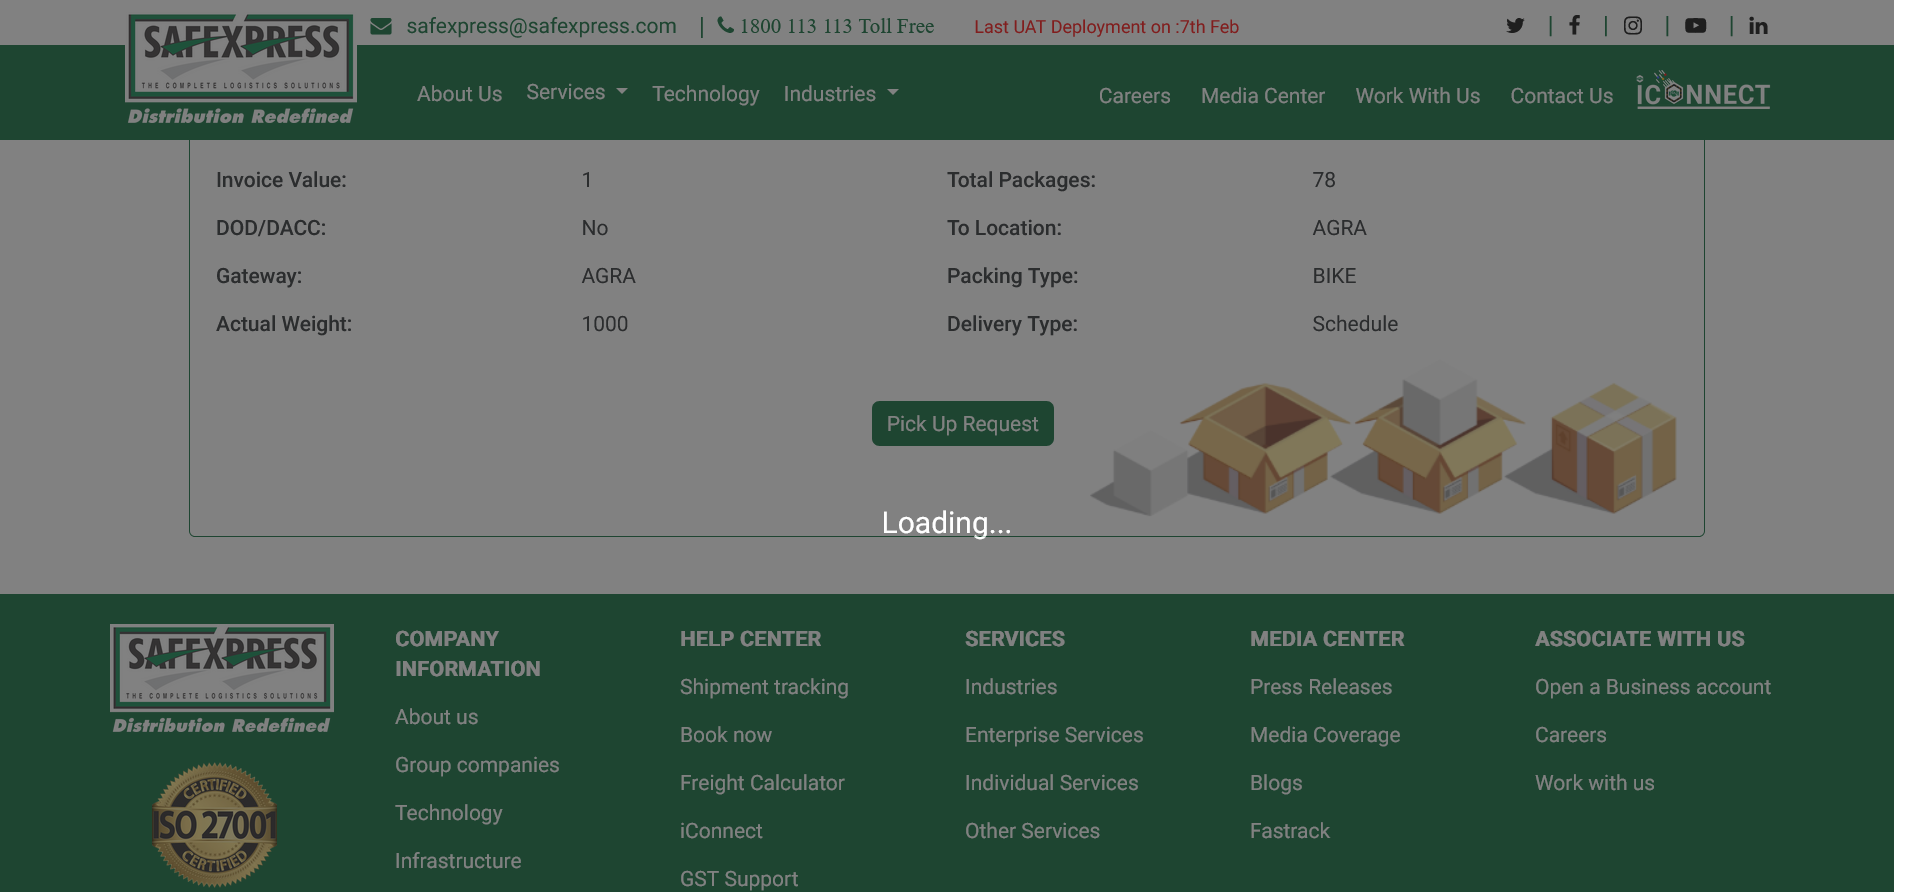 SAFEXPRESS
THE COMPLETE LOGISTICS SOLUTIONS
Distribution Redefined
safexpress@safexpress.com | 1800 113 113 Toll Free Last UAT Deployment on :7th Feb
About Us Services Technology Industries Careers Media Center Work With Us Contact Us iCONNECT
Invoice Value: 1 Total Packages: 78
DOD/DACC: No To Location: AGRA
Gateway: AGRA Packing Type: BIKE
Actual Weight: 1000 Delivery Type: Schedule
Pick Up Request
Loading...
SAFEXPRESS
THE COMPLETE LOGISTICS SOLUTIONS
Distribution Redefined
CERTIFIED
ISO 27001
CERTIFIED
COMPANY
INFORMATION
About us
Group companies
Technology
Infrastructure
HELP CENTER
Shipment tracking
Book now
Freight Calculator
iConnect
GST Support
SERVICES
Industries
Enterprise Services
Individual Services
Other Services
MEDIA CENTER
Press Releases
Media Coverage
Blogs
Fastrack
ASSOCIATE WITH US
Open a Business account
Careers
Work with us